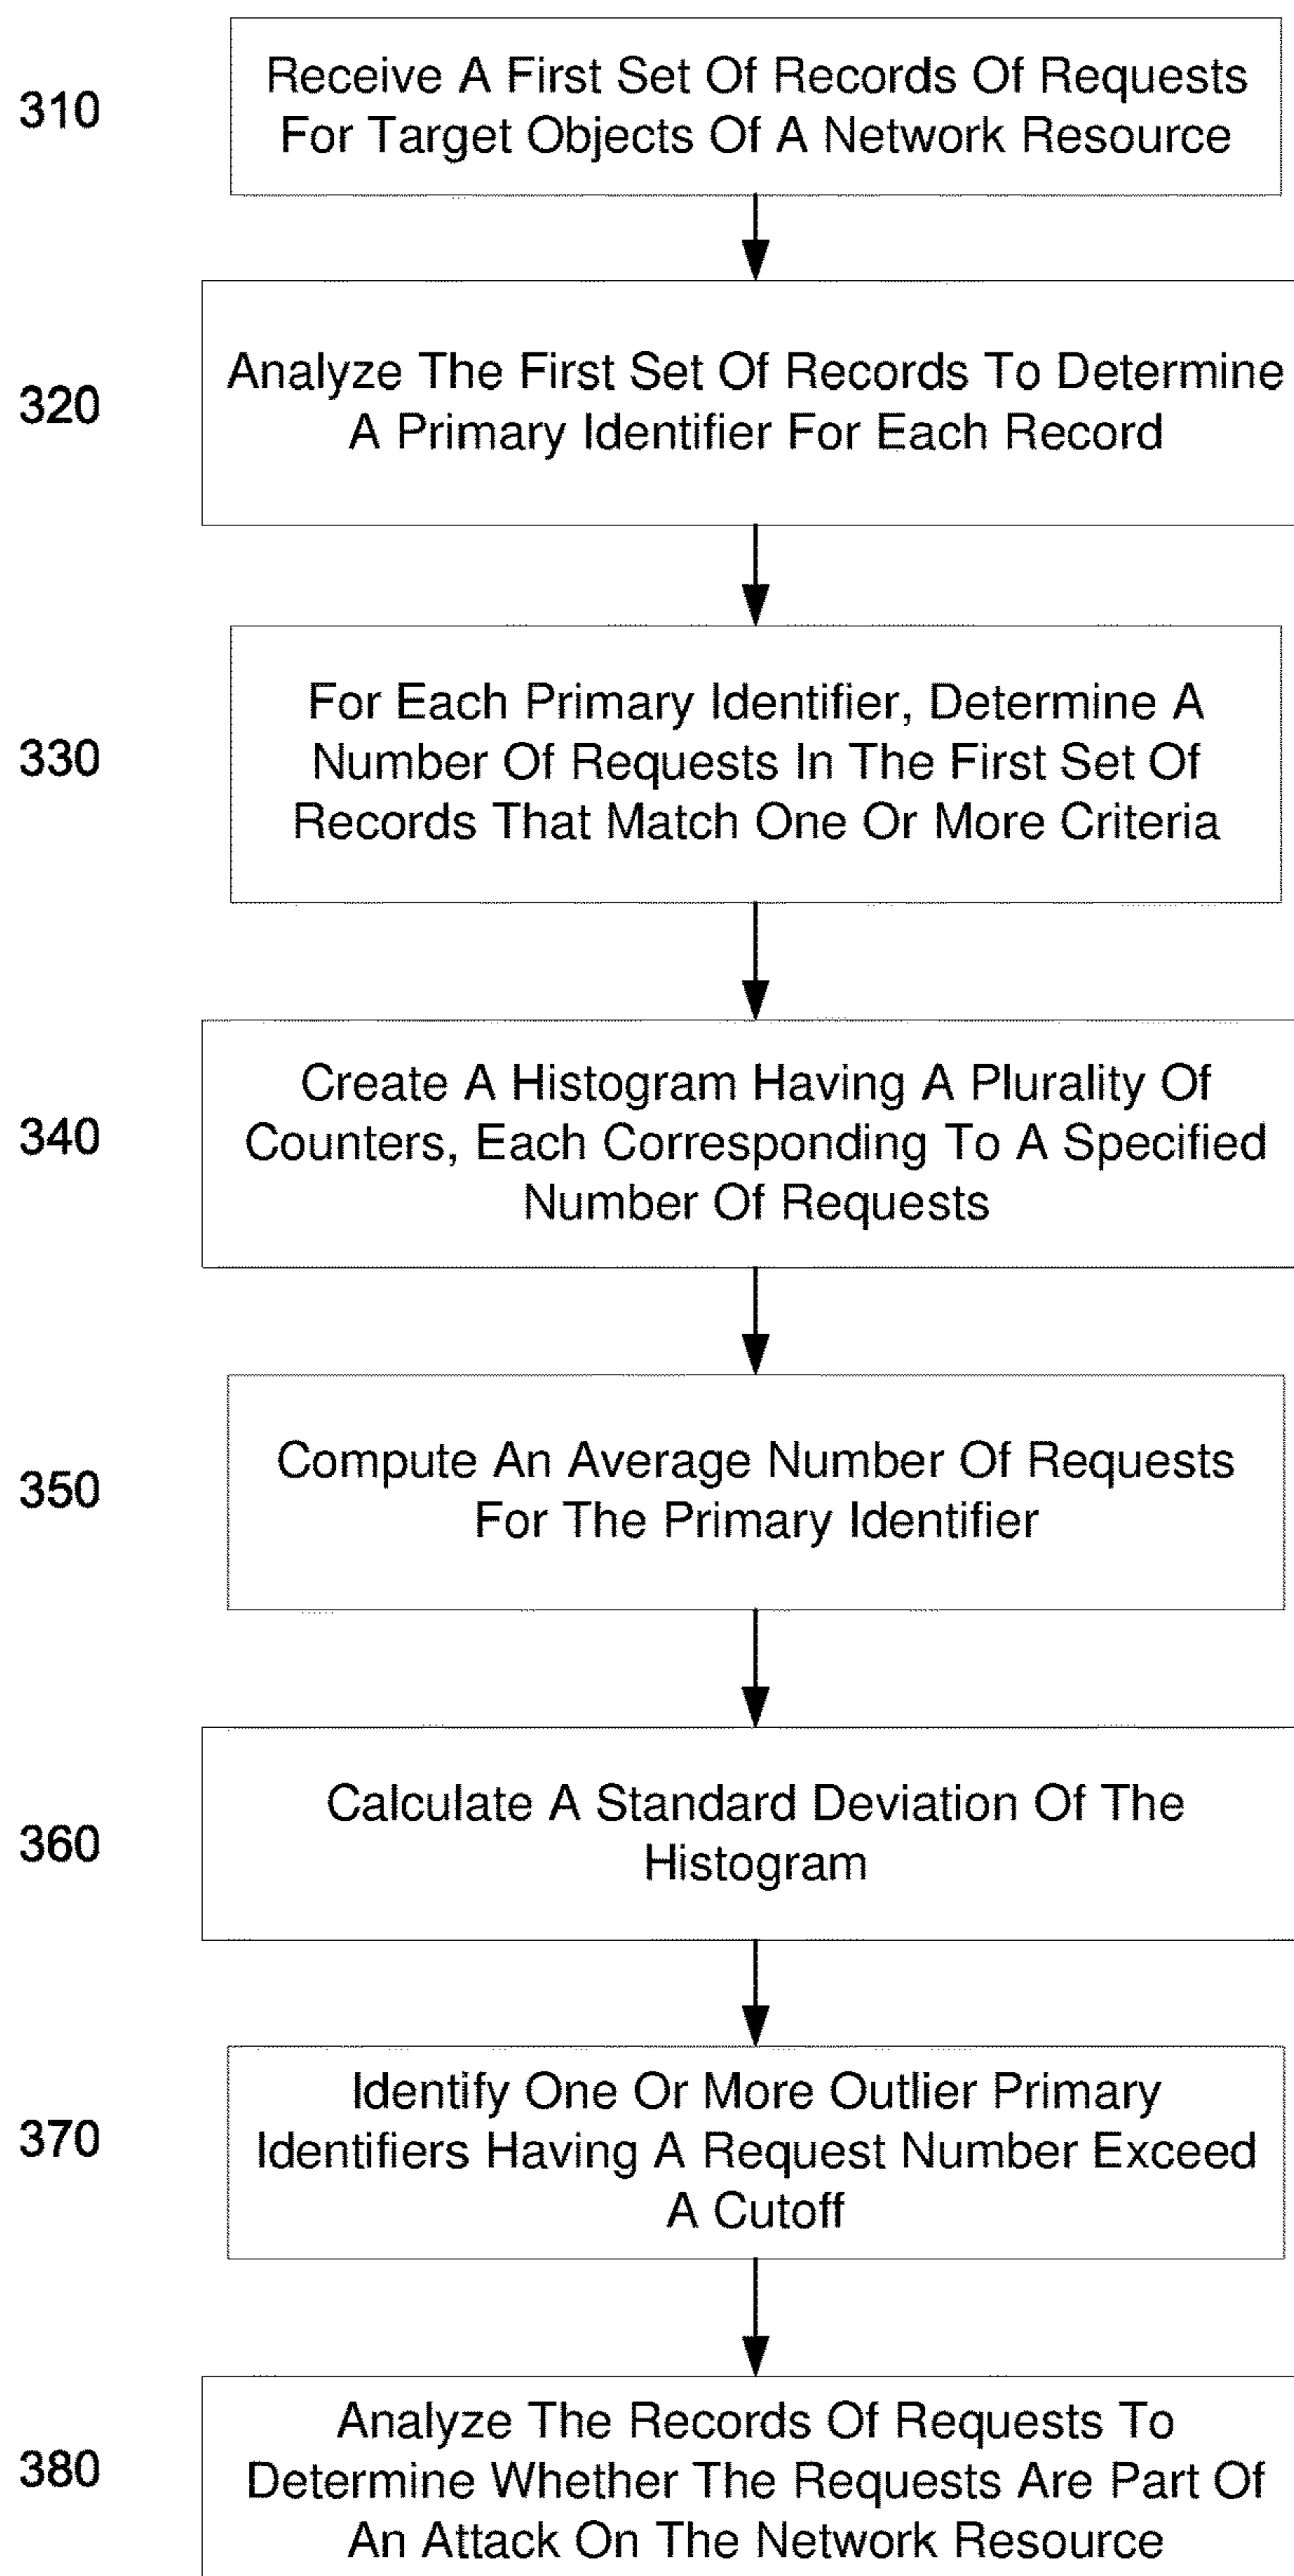 310
Receive A First Set Of Records Of Requests
For Target Objects Of A Network Resource
320
Analyze The First Set Of Records To Determine
A Primary Identifier For Each Record
330
For Each Primary Identifier, Determine A
Number Of Requests In The First Set Of
Records That Match One Or More Criteria
340
Create A Histogram Having A Plurality Of
Counters, Each Corresponding To A Specified
Number Of Requests
350
Compute An Average Number Of Requests
For The Primary Identifier
360
Calculate A Standard Deviation Of The
Histogram
370
Identify One Or More Outlier Primary
Identifiers Having A Request Number Exceed
A Cutoff
380
Analyze The Records Of Requests To
Determine Whether The Requests Are Part Of
An Attack On The Network Resource